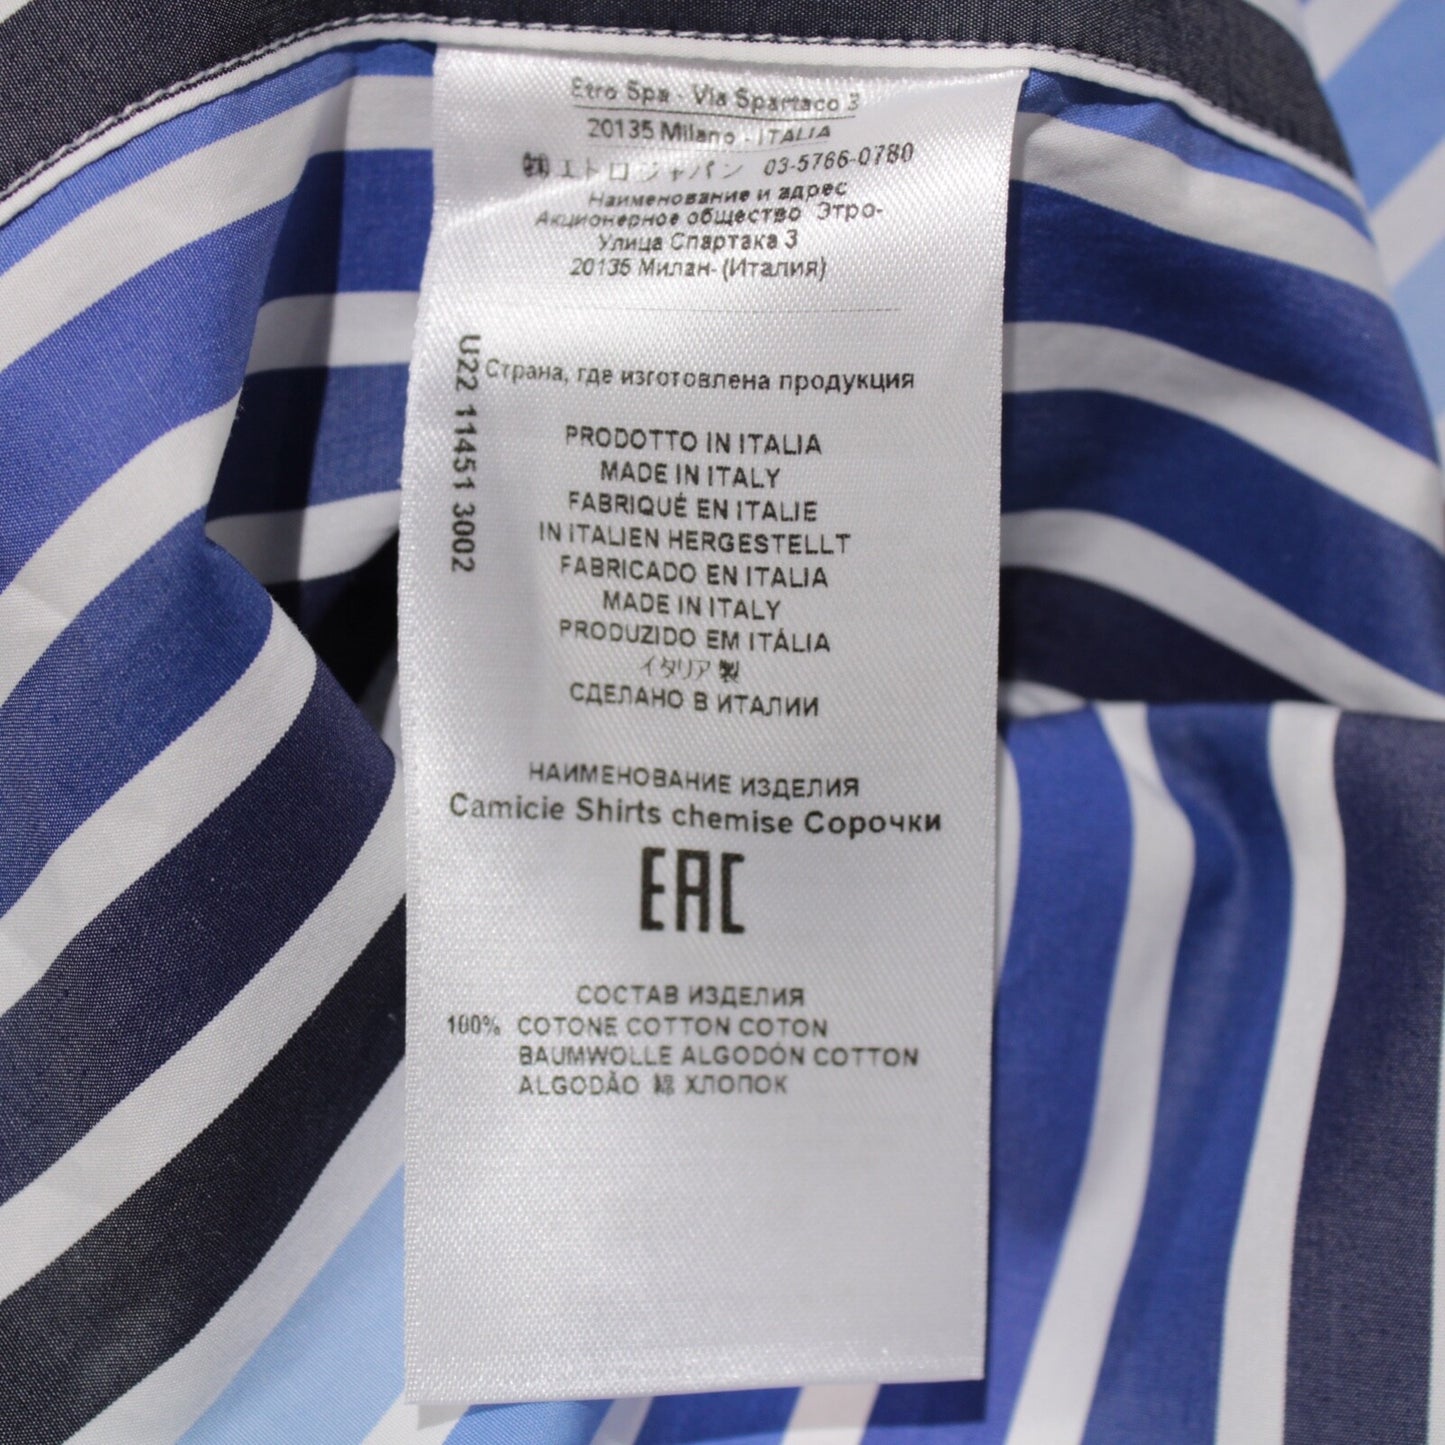 Etro Spa - Via Spartaco 3
20135 Milano - ITALIA
㈱エトロジャパン 03-5766-0780
Наименование и адрес
Акционерное общество Этро-
Улица Спартака 3
20135 Милан- (Италия)
U22 11451 3002
Страна, где изготовлена продукция
PRODOTTO IN ITALIA
MADE IN ITALY
FABRIQUÉ EN ITALIE
IN ITALIEN HERGESTELLT
FABRICADO EN ITALIA
MADE IN ITALY
PRODUZIDO EM ITÁLIA
イタリア製
СДЕЛАНО В ИТАЛИИ
НАИМЕНОВАНИЕ ИЗДЕЛИЯ
Camicie Shirts chemise Сорочки
EAC
СОСТАВ ИЗДЕЛИЯ
100% COTONE COTTON COTON
BAUMWOLLE ALGODÓN COTTON
ALGODÃO 綿 ХЛОПОК